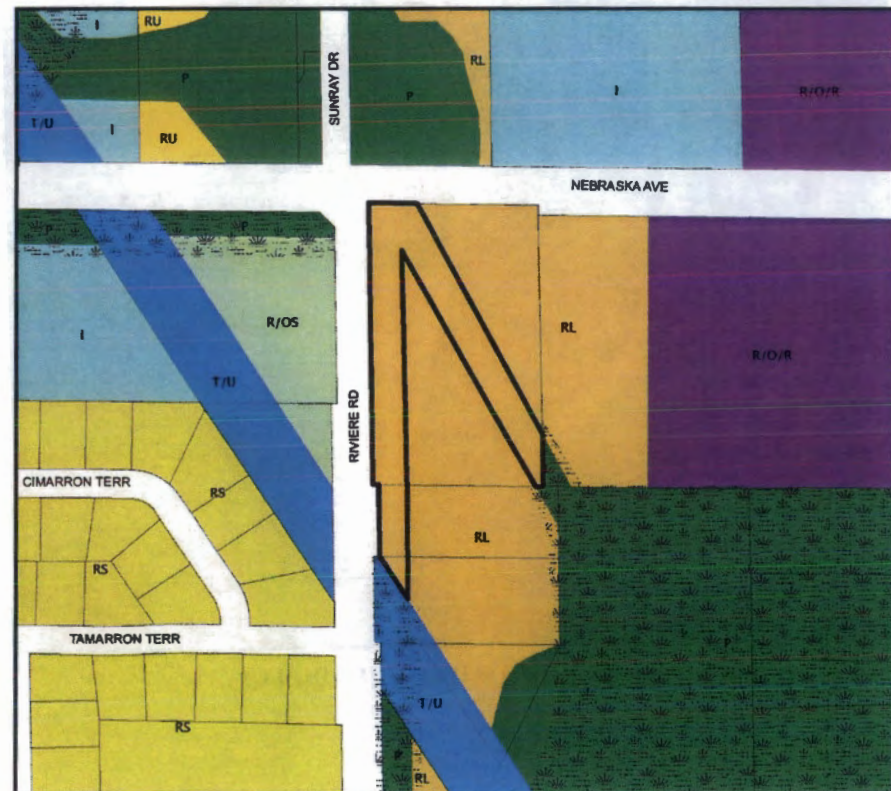 I
RU
SUNRAY DR
RL
P
P
I
R/O/R
T/U
I
RU
NEBRASKA AVE
P
P
R/OS
RL
I
R/O/R
T/U
RIVIERE RD
CIMARRON TERR
RS
RL
RS
TAMARRON TERR
P
T/U
RS
P
RL